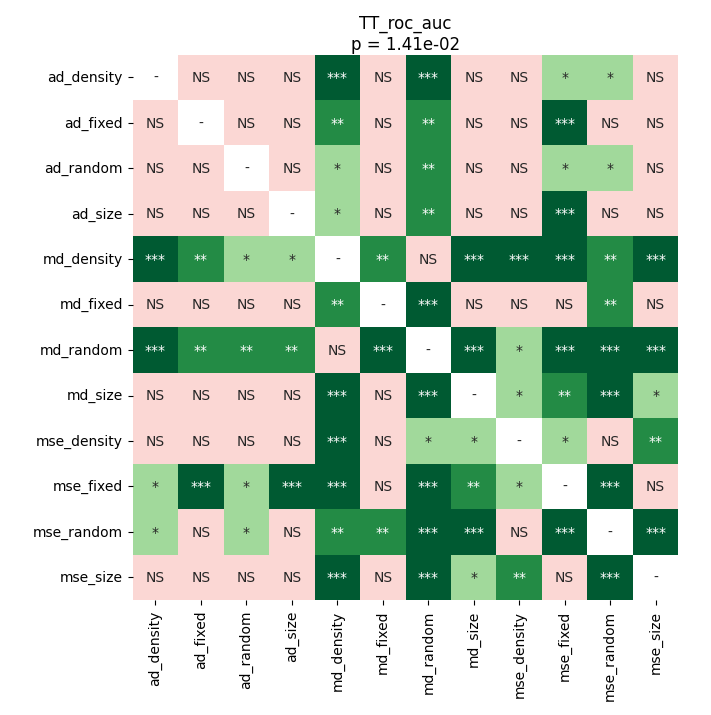 TT_roc_auc
p = 1.41e-02
ad_density - NS NS NS *** NS *** NS NS * * NS
ad_fixed NS - NS NS ** NS ** NS NS *** NS NS
ad_random NS NS - NS * NS ** NS NS * * NS
ad_size NS NS NS - * NS ** NS NS *** NS NS
md_density *** ** * * - ** NS *** *** *** ** ***
md_fixed NS NS NS NS ** - *** NS NS NS ** NS
md_random *** ** ** ** NS *** - *** * *** *** ***
md_size NS NS NS NS *** NS *** - * ** *** *
mse_density NS NS NS NS *** NS * * - * NS **
mse_fixed * *** * *** *** NS *** ** * - *** NS
mse_random * NS * NS ** ** *** *** NS *** - ***
mse_size NS NS NS NS *** NS *** * ** NS *** -
ad_density
ad_fixed
ad_random
ad_size
md_density
md_fixed
md_random
md_size
mse_density
mse_fixed
mse_random
mse_size